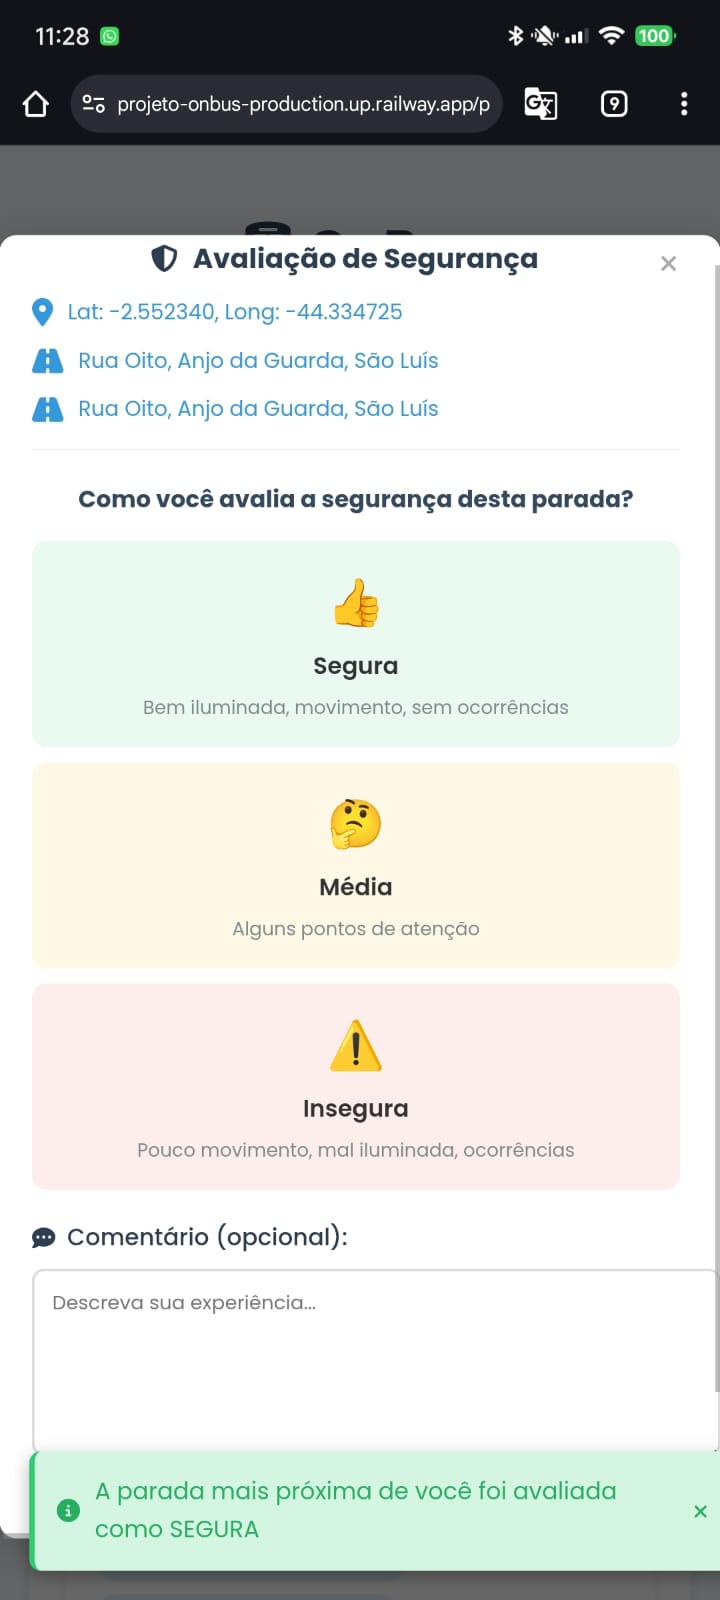 11:28
100
projeto-onbus-production.up.railway.app/p
9
Avaliação de Segurança
×
Lat: -2.552340, Long: -44.334725
Rua Oito, Anjo da Guarda, São Luís
Rua Oito, Anjo da Guarda, São Luís
Como você avalia a segurança desta parada?
Segura
Bem iluminada, movimento, sem ocorrências
Média
Alguns pontos de atenção
Insegura
Pouco movimento, mal iluminada, ocorrências
Comentário (opcional):
Descreva sua experiência...
A parada mais próxima de você foi avaliada
como SEGURA
×